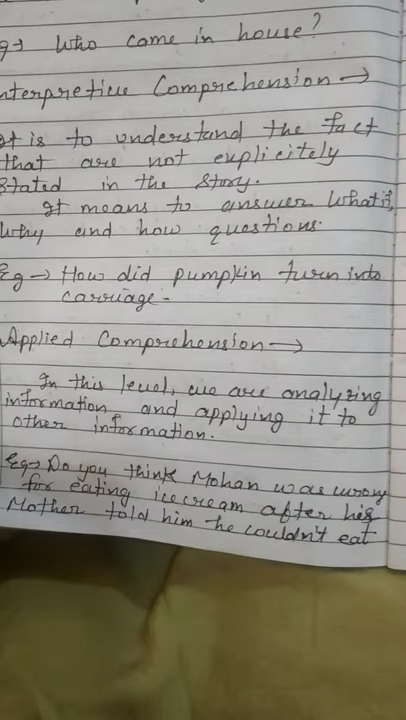 g→ Who come in house?
nterpretive Comprehension →
It is to understand the fact
that are not explicitely
stated in the story.
It means to answer What if,
Why and how questions.
Eg → How did pumpkin turn into
carriage.
Applied Comprehension →
In this level, we are analyzing
information and applying it to
other information.
Eg→ Do you think Mohan was wrong
for eating icecream after his
Mother told him he couldn't eat